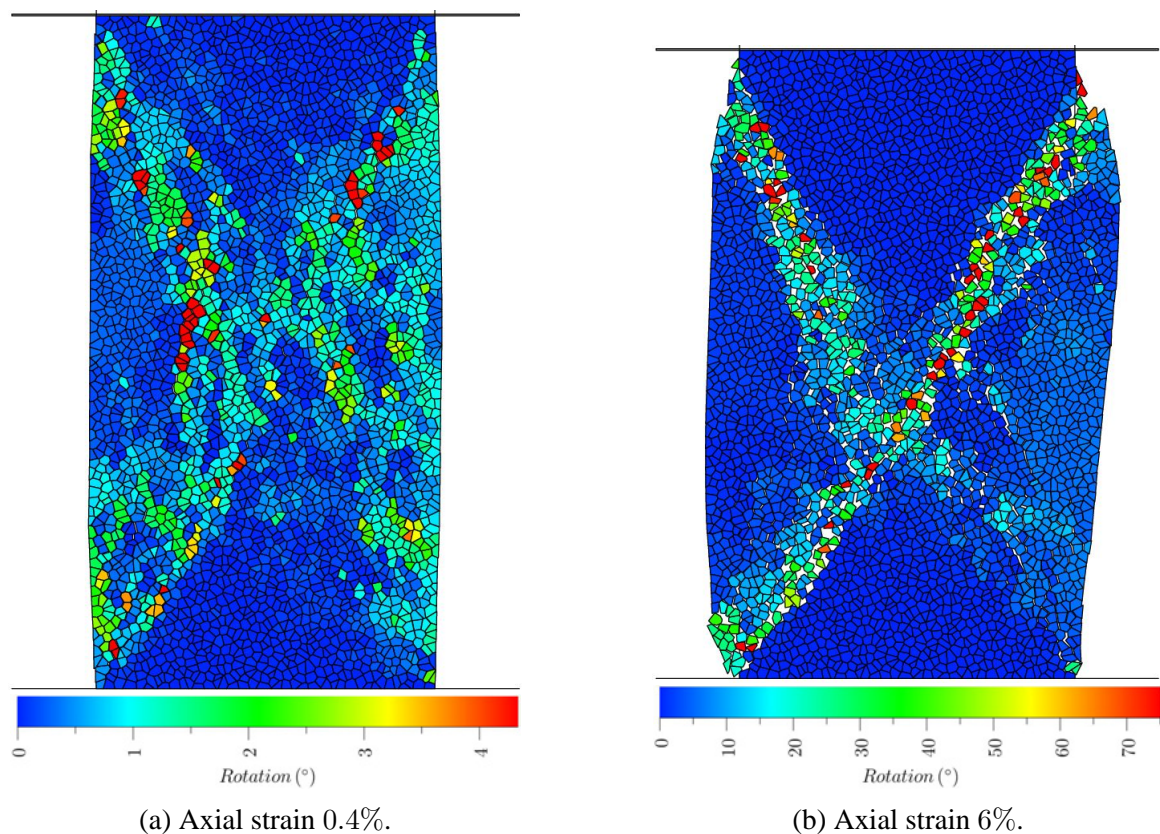 0 1 2 3 4
Rotation (°)
(a) Axial strain 0.4%.
0 10 20 30 40 50 60 70
Rotation (°)
(b) Axial strain 6%.